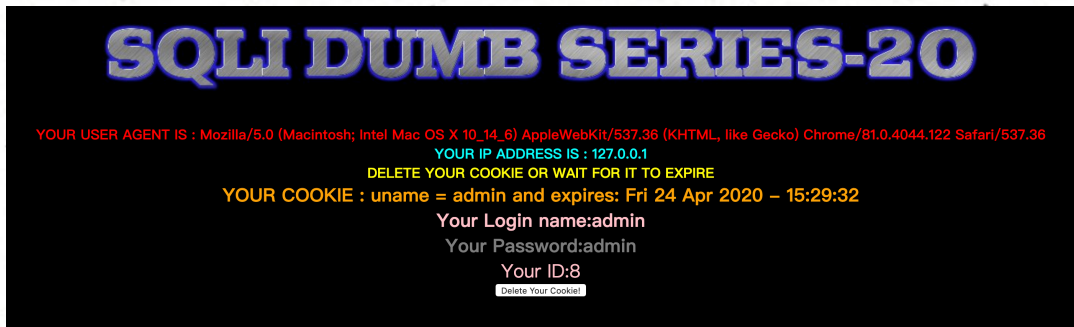 SQLI DUMB SERIES-20
YOUR USER AGENT IS : Mozilla/5.0 (Macintosh; Intel Mac OS X 10_14_6) AppleWebKit/537.36 (KHTML, like Gecko) Chrome/81.0.4044.122 Safari/537.36
YOUR IP ADDRESS IS : 127.0.0.1
DELETE YOUR COOKIE OR WAIT FOR IT TO EXPIRE
YOUR COOKIE : uname = admin and expires: Fri 24 Apr 2020 - 15:29:32
Your Login name:admin
Your Password:admin
Your ID:8
Delete Your Cookie!